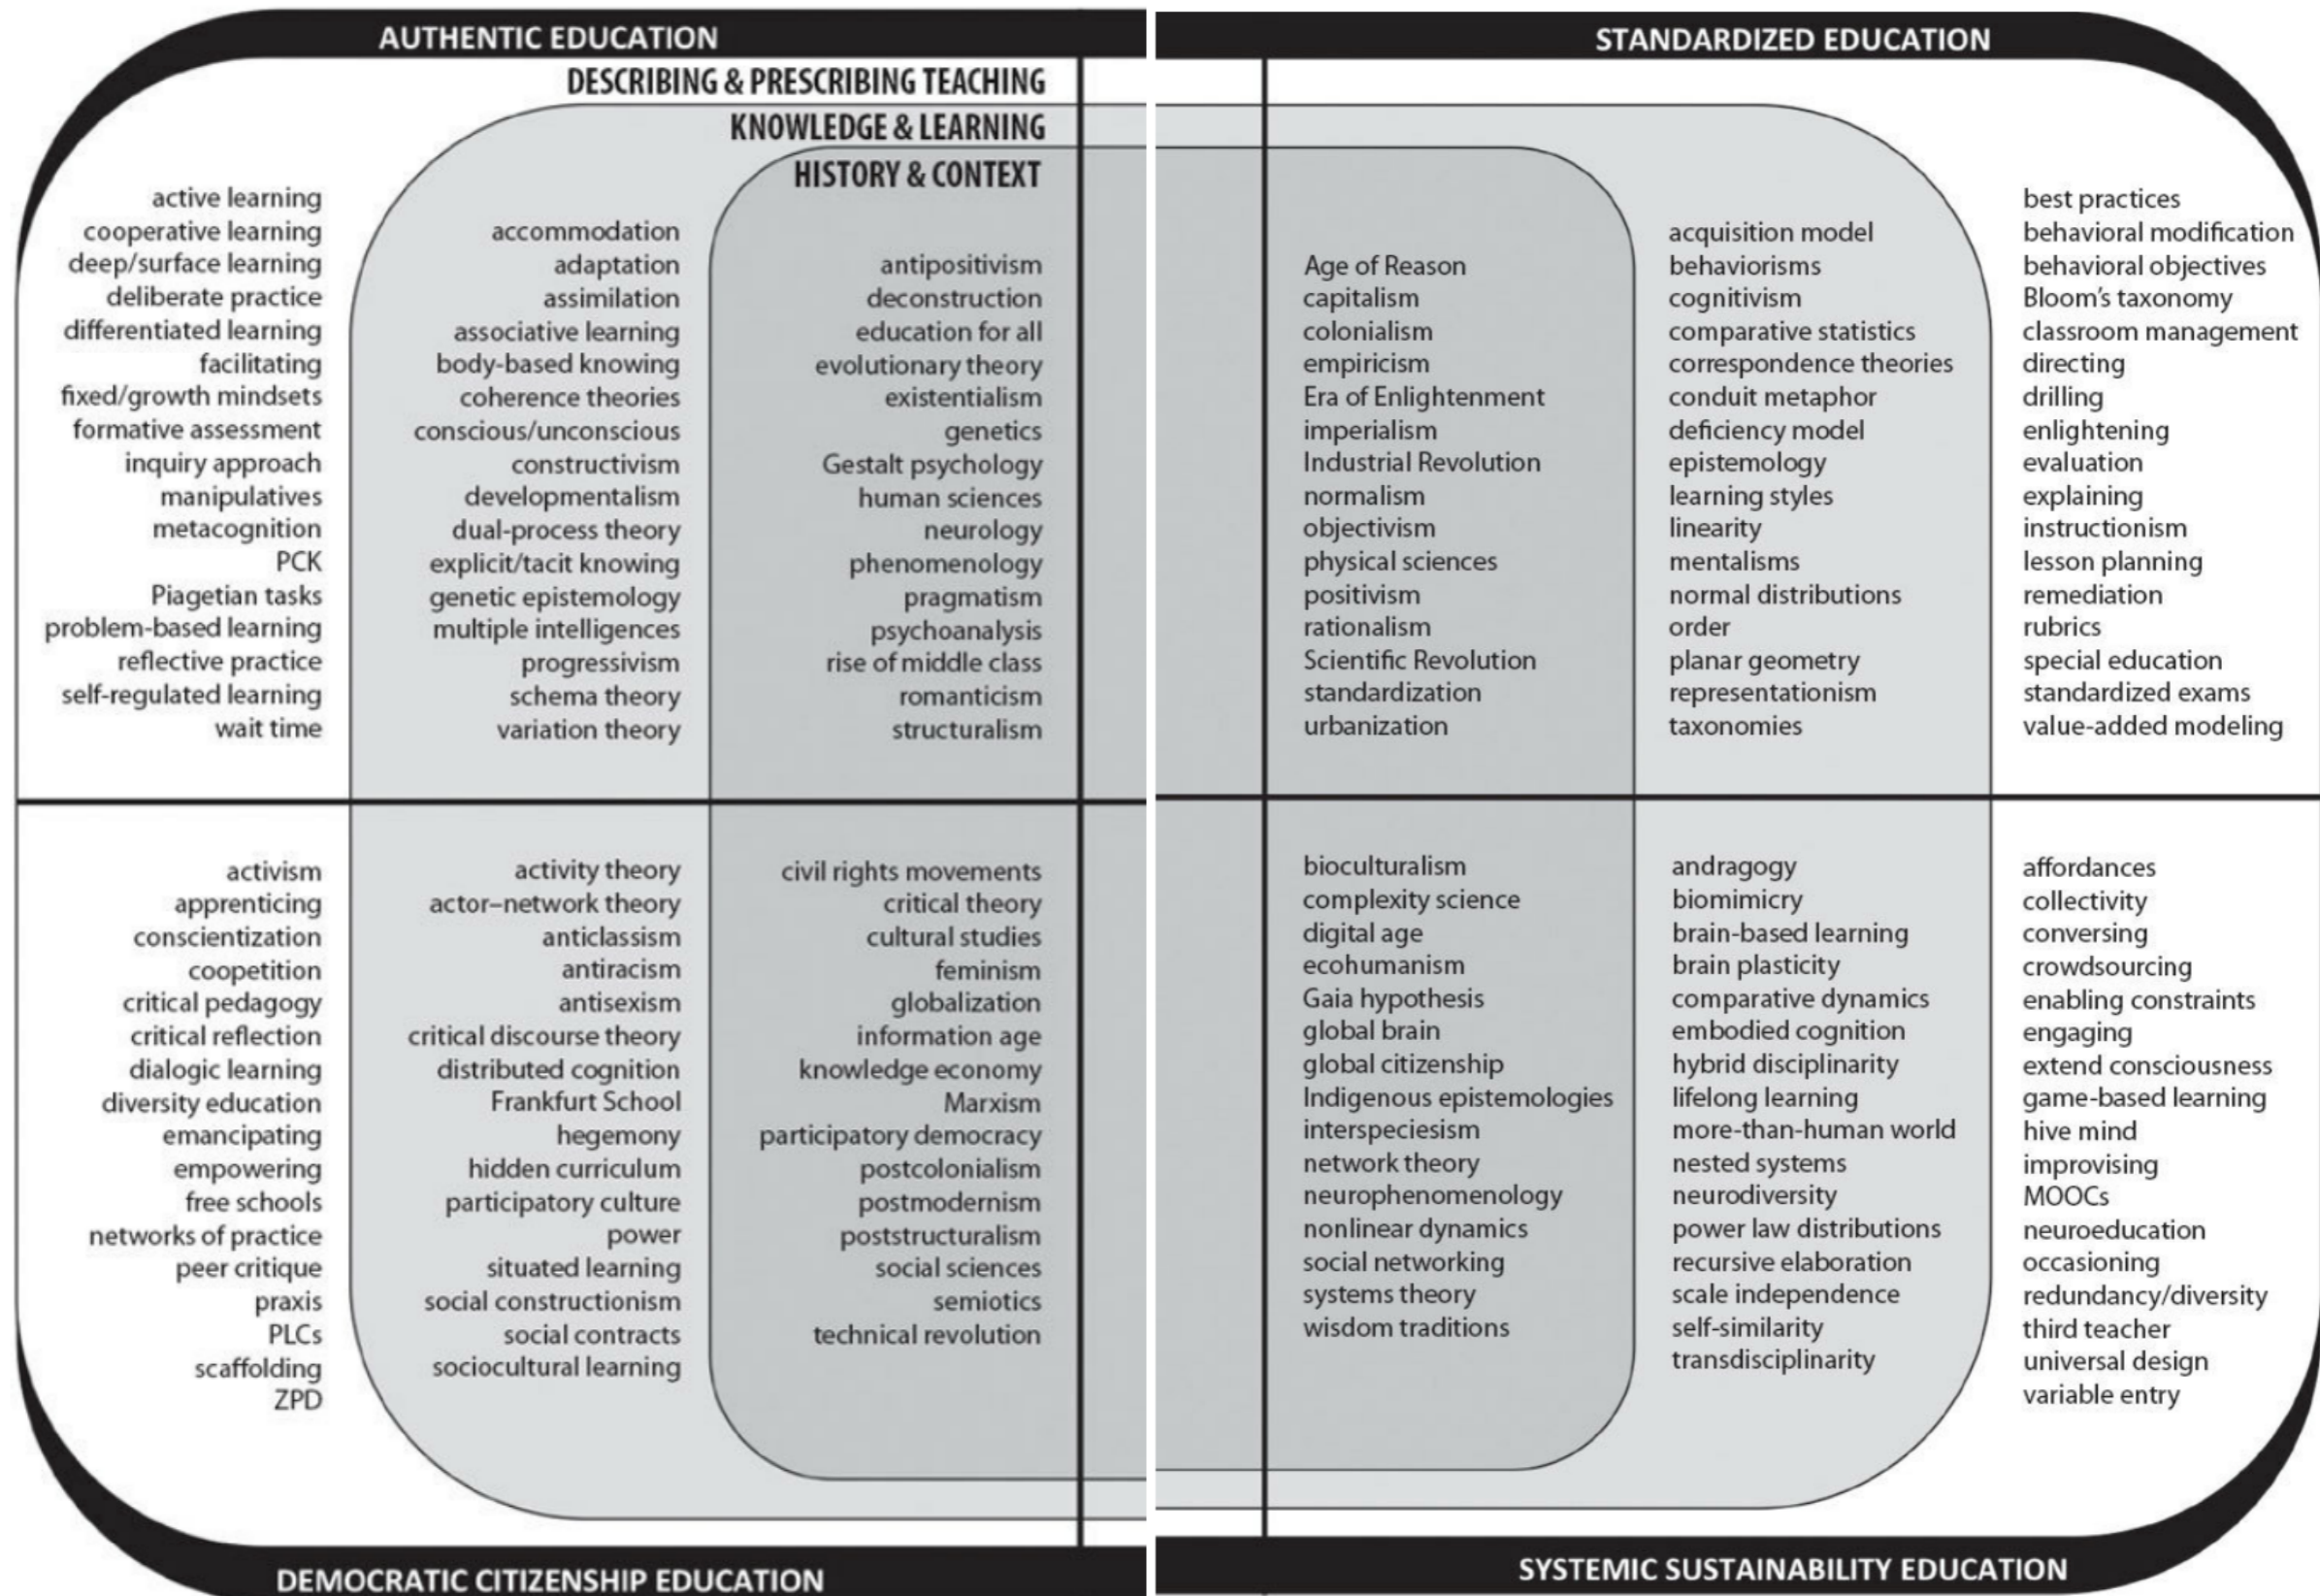 AUTHENTIC EDUCATION
STANDARDIZED EDUCATION
DESCRIBING & PRESCRIBING TEACHING
KNOWLEDGE & LEARNING
HISTORY & CONTEXT
active learning
cooperative learning
deep/surface learning
deliberate practice
differentiated learning
facilitating
fixed/growth mindsets
formative assessment
inquiry approach
manipulatives
metacognition
PCK
Piagetian tasks
problem-based learning
reflective practice
self-regulated learning
wait time
accommodation
adaptation
assimilation
associative learning
body-based knowing
coherence theories
conscious/unconscious
constructivism
developmentalism
dual-process theory
explicit/tacit knowing
genetic epistemology
multiple intelligences
progressivism
schema theory
variation theory
antipositivism
deconstruction
education for all
evolutionary theory
existentialism
genetics
Gestalt psychology
human sciences
neurology
phenomenology
pragmatism
psychoanalysis
rise of middle class
romanticism
structuralism
Age of Reason
capitalism
colonialism
empiricism
Era of Enlightenment
imperialism
Industrial Revolution
normalism
objectivism
physical sciences
positivism
rationalism
Scientific Revolution
standardization
urbanization
acquisition model
behaviorisms
cognitivism
comparative statistics
correspondence theories
conduit metaphor
deficiency model
epistemology
learning styles
linearity
mentalisms
normal distributions
order
planar geometry
representationism
taxonomies
best practices
behavioral modification
behavioral objectives
Bloom's taxonomy
classroom management
directing
drilling
enlightening
evaluation
explaining
instructionism
lesson planning
remediation
rubrics
special education
standardized exams
value-added modeling
activism
apprenticing
conscientization
coopetition
critical pedagogy
critical reflection
dialogic learning
diversity education
emancipating
empowering
free schools
networks of practice
peer critique
praxis
PLCs
scaffolding
ZPD
activity theory
actor–network theory
anticlassism
antiracism
antisexism
critical discourse theory
distributed cognition
Frankfurt School
hegemony
hidden curriculum
participatory culture
power
situated learning
social constructionism
social contracts
sociocultural learning
civil rights movements
critical theory
cultural studies
feminism
globalization
information age
knowledge economy
Marxism
participatory democracy
postcolonialism
postmodernism
poststructuralism
social sciences
semiotics
technical revolution
bioculturalism
complexity science
digital age
ecohumanism
Gaia hypothesis
global brain
global citizenship
Indigenous epistemologies
interspeciesism
network theory
neurophenomenology
nonlinear dynamics
social networking
systems theory
wisdom traditions
andragogy
biomimicry
brain-based learning
brain plasticity
comparative dynamics
embodied cognition
hybrid disciplinarity
lifelong learning
more-than-human world
nested systems
neurodiversity
power law distributions
recursive elaboration
scale independence
self-similarity
transdisciplinarity
affordances
collectivity
conversing
crowdsourcing
enabling constraints
engaging
extend consciousness
game-based learning
hive mind
improvising
MOOCs
neuroeducation
occasioning
redundancy/diversity
third teacher
universal design
variable entry
DEMOCRATIC CITIZENSHIP EDUCATION
SYSTEMIC SUSTAINABILITY EDUCATION